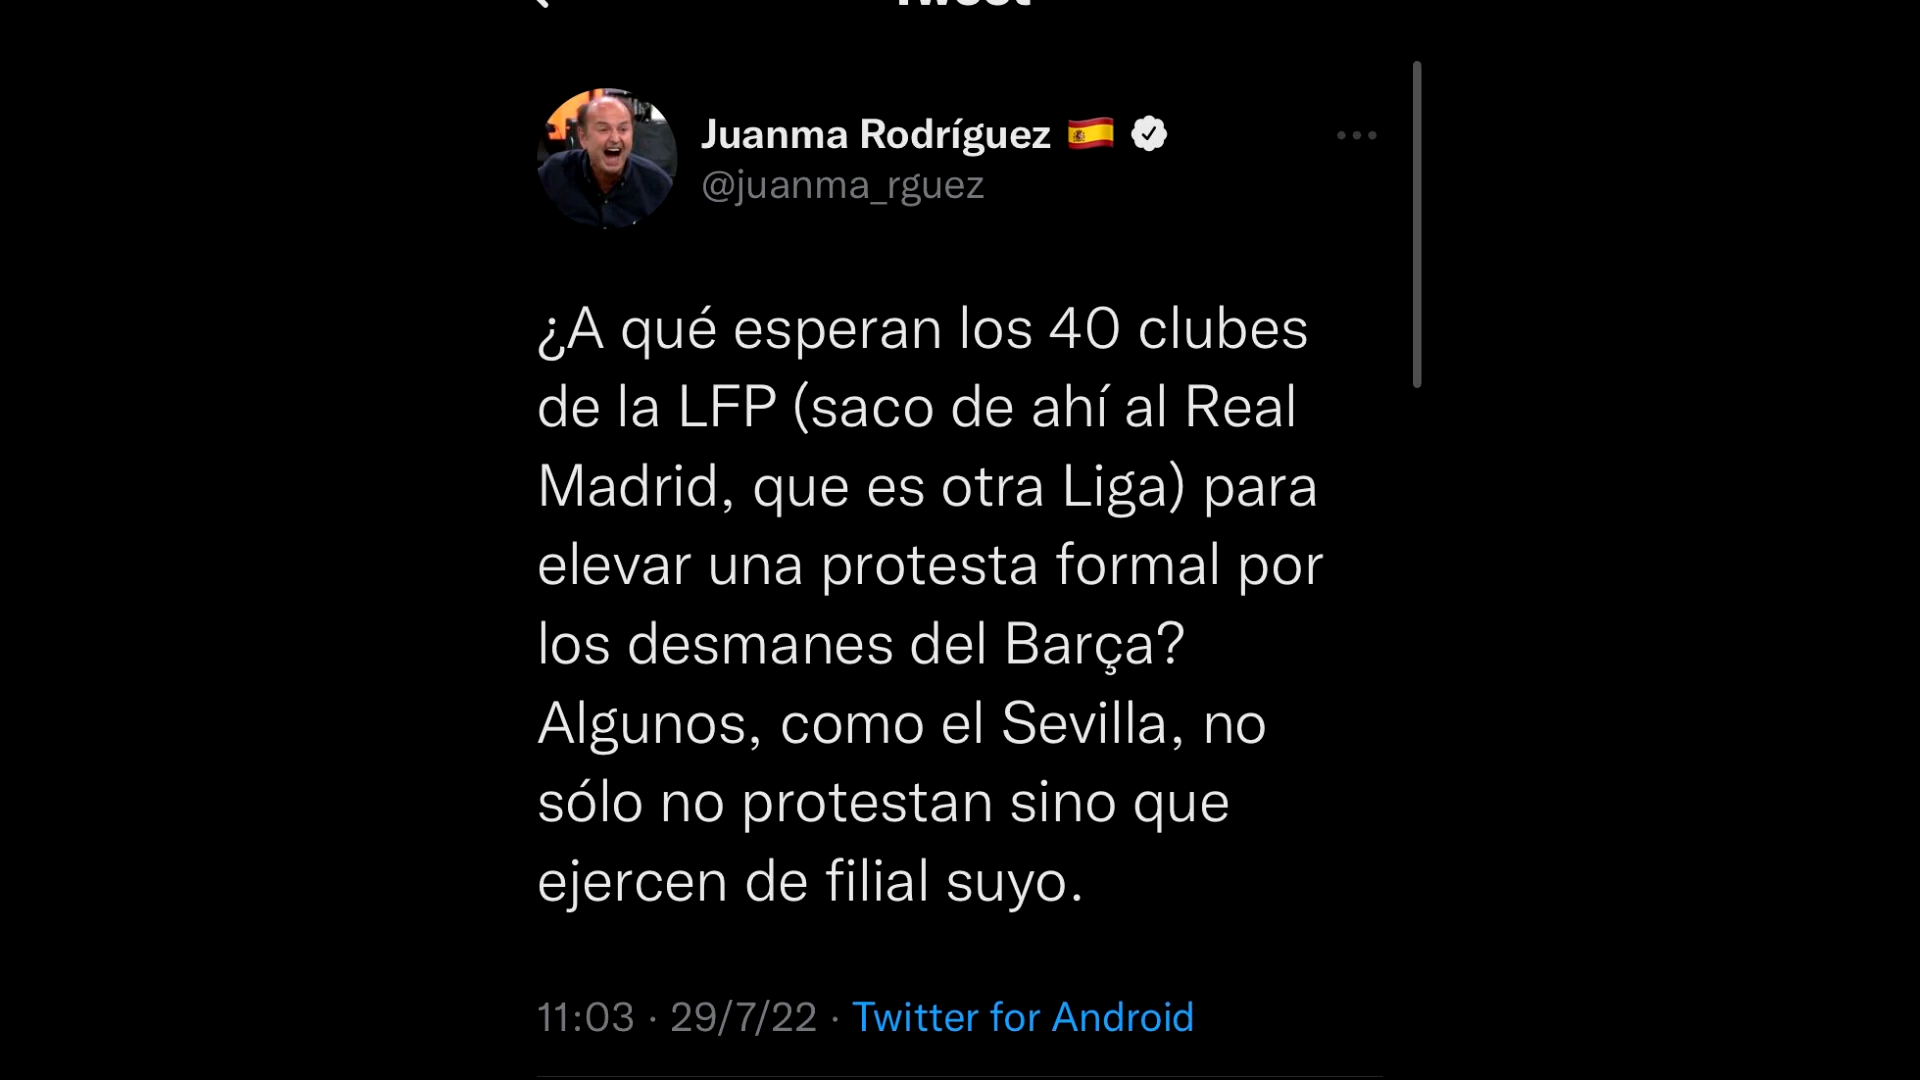 Tweet
Juanma Rodríguez 🇪🇸
@juanma_rguez
¿A qué esperan los 40 clubes
de la LFP (saco de ahí al Real
Madrid, que es otra Liga) para
elevar una protesta formal por
los desmanes del Barça?
Algunos, como el Sevilla, no
sólo no protestan sino que
ejercen de filial suyo.
11:03 · 29/7/22 · Twitter for Android